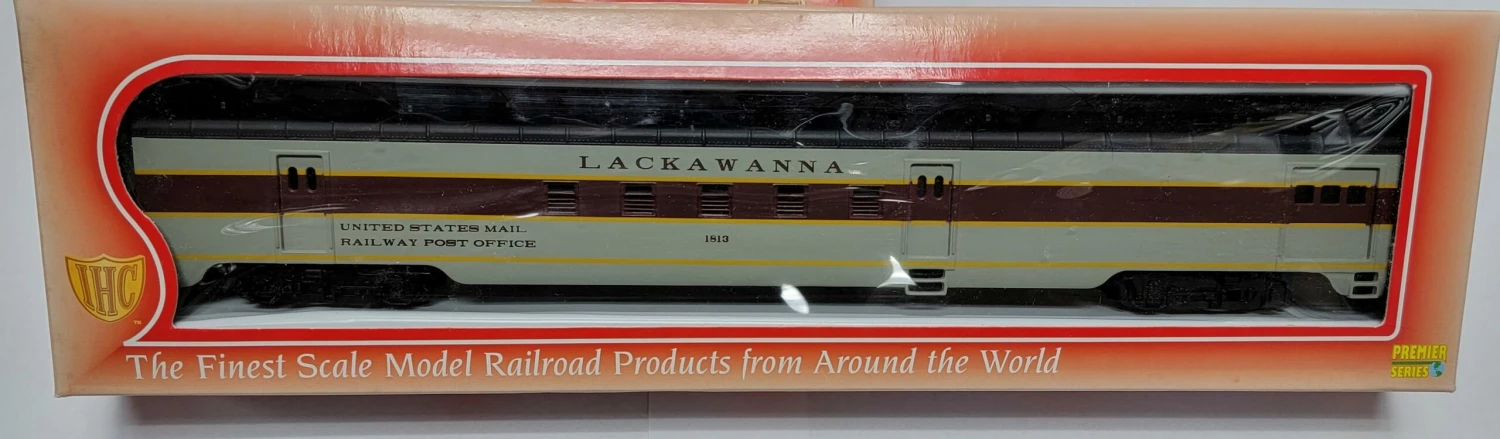 LACKAWANNA
UNITED STATES MAIL
RAILWAY POST OFFICE
1813
IHC
TM
The Finest Scale Model Railroad Products from Around the World
PREMIER
SERIES